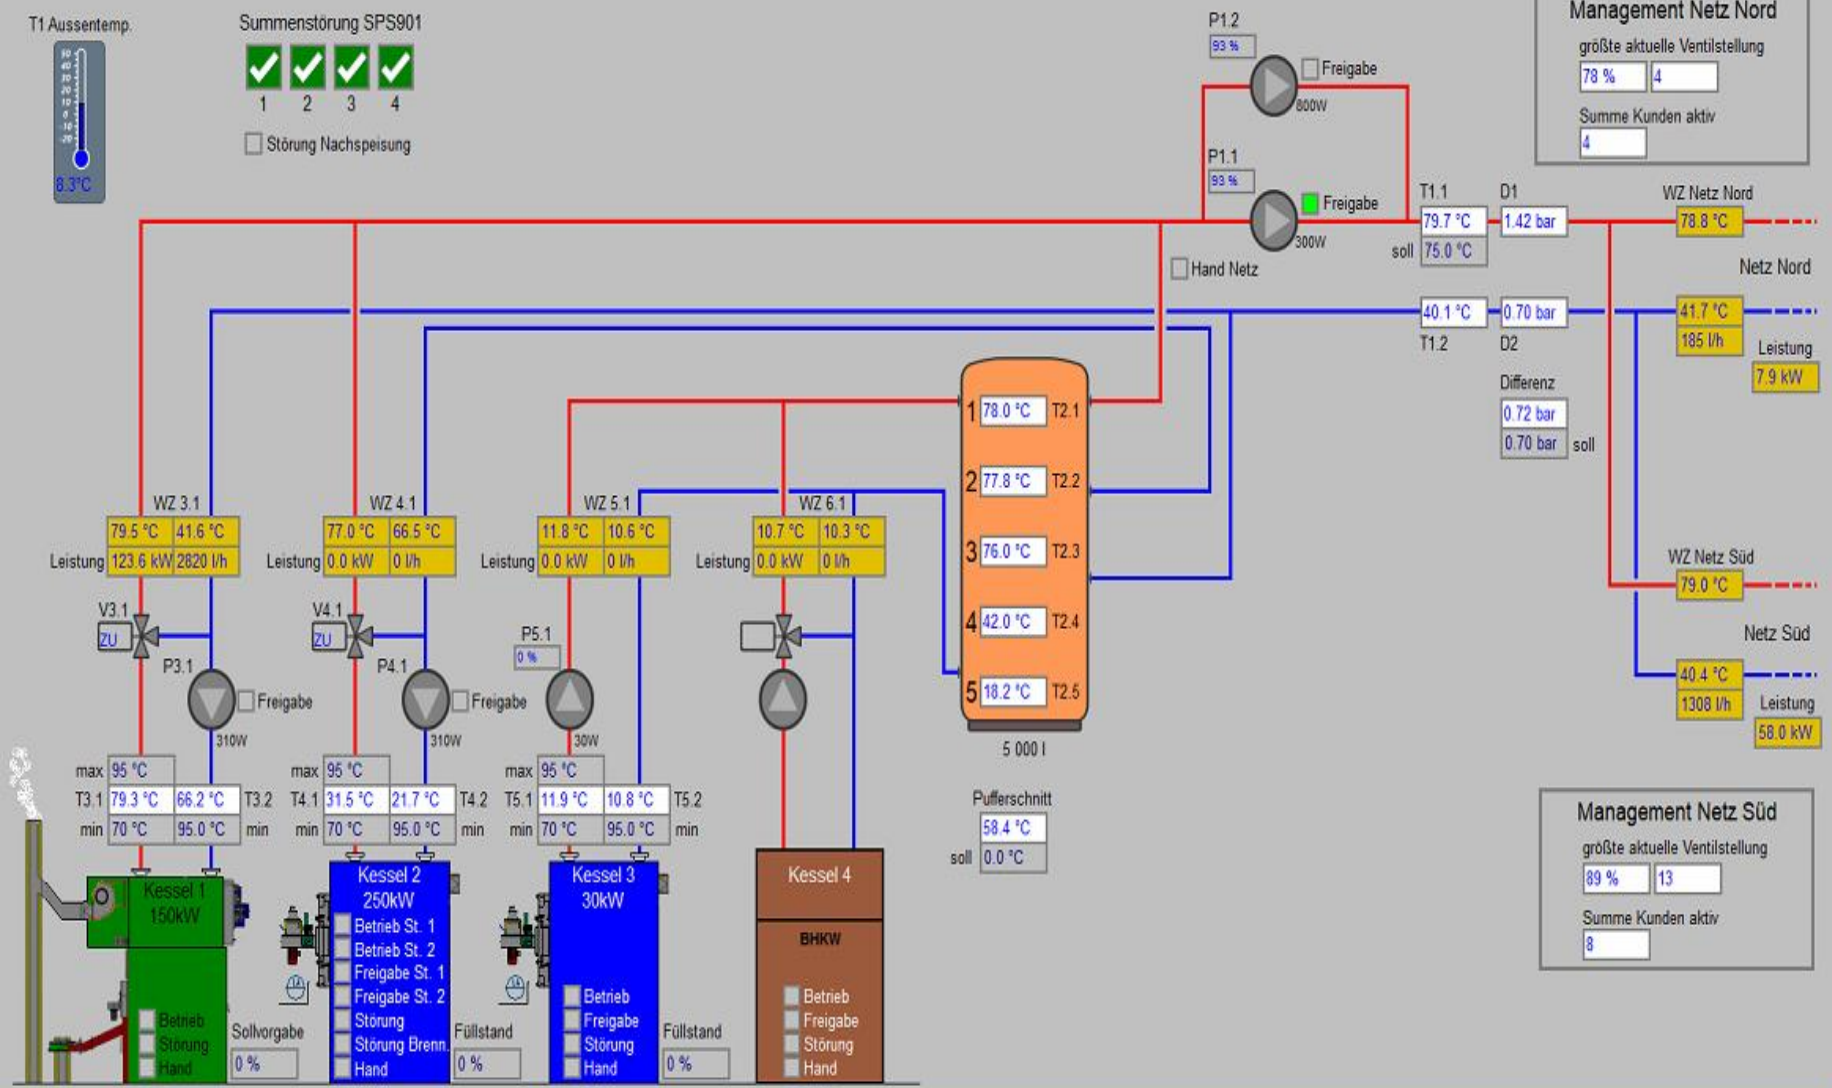 T1 Aussentemp.
50
40
30
20
10
0
-10
-20
8.3°C
Summenstörung SPS901
1 2 3 4
Störung Nachspeisung
P1.2
93 %
Freigabe
800W
P1.1
93 %
Freigabe
300W
Hand Netz
Management Netz Nord
größte aktuelle Ventilstellung
78 % 4
Summe Kunden aktiv
4
T1.1 D1 WZ Netz Nord
79.7 °C 1.42 bar 78.8 °C
soll 75.0 °C
Netz Nord
40.1 °C 0.70 bar 41.7 °C
185 l/h
T1.2 D2
Leistung
7.9 kW
Differenz
0.72 bar
0.70 bar soll
1 78.0 °C T2.1
2 77.8 °C T2.2
3 76.0 °C T2.3
4 42.0 °C T2.4
5 18.2 °C T2.5
5 000 l
Pufferschnitt
58.4 °C
soll 0.0 °C
WZ Netz Süd
79.0 °C
Netz Süd
40.4 °C
1308 l/h
Leistung
58.0 kW
WZ 3.1
79.5 °C 41.6 °C
Leistung 123.6 kW 2820 l/h
V3.1
ZU
P3.1
Freigabe
310W
max 95 °C
T3.1 79.3 °C 66.2 °C T3.2
min 70 °C 95.0 °C min
WZ 4.1
77.0 °C 66.5 °C
Leistung 0.0 kW 0 l/h
V4.1
ZU
P4.1
Freigabe
310W
max 95 °C
T4.1 31.5 °C 21.7 °C T4.2
min 70 °C 95.0 °C min
WZ 5.1
11.8 °C 10.6 °C
Leistung 0.0 kW 0 l/h
P5.1
0 %
30W
max 95 °C
T5.1 11.9 °C 10.8 °C T5.2
min 70 °C 95.0 °C min
WZ 6.1
10.7 °C 10.3 °C
Leistung 0.0 kW 0 l/h
Kessel 1
150kW
Betrieb
Störung
Hand
Sollvorgabe
0 %
Kessel 2
250kW
Betrieb St. 1
Betrieb St. 2
Freigabe St. 1
Freigabe St. 2
Störung
Störung Brenn.
Hand
Füllstand
0 %
Kessel 3
30kW
Betrieb
Freigabe
Störung
Hand
Füllstand
0 %
Kessel 4
BHKW
Betrieb
Freigabe
Störung
Hand
Management Netz Süd
größte aktuelle Ventilstellung
89 % 13
Summe Kunden aktiv
8